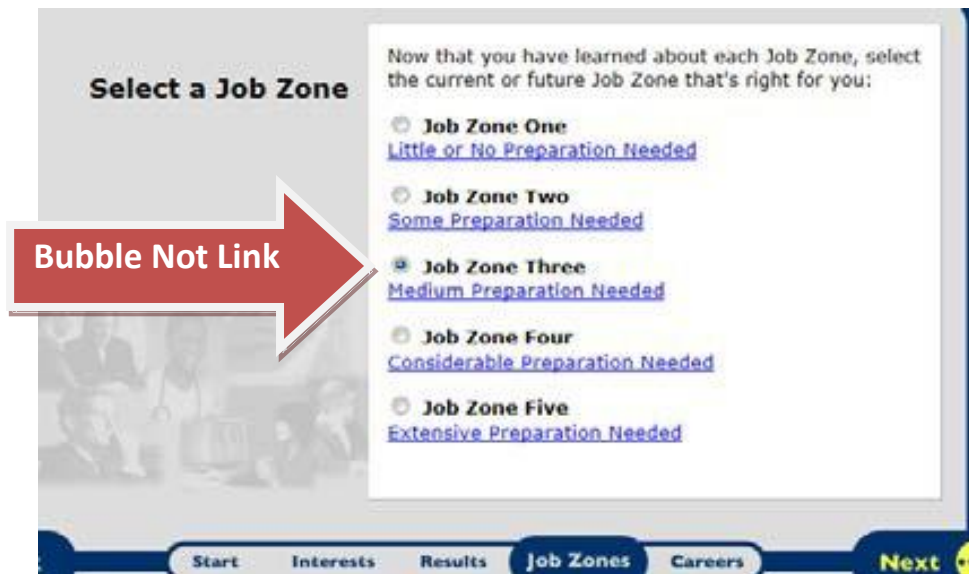 Select a Job Zone
Now that you have learned about each Job Zone, select
the current or future Job Zone that's right for you:
Job Zone One
Little or No Preparation Needed
Job Zone Two
Some Preparation Needed
Bubble Not Link
Job Zone Three
Medium Preparation Needed
Job Zone Four
Considerable Preparation Needed
Job Zone Five
Extensive Preparation Needed
Start Interests Results Job Zones Careers Next